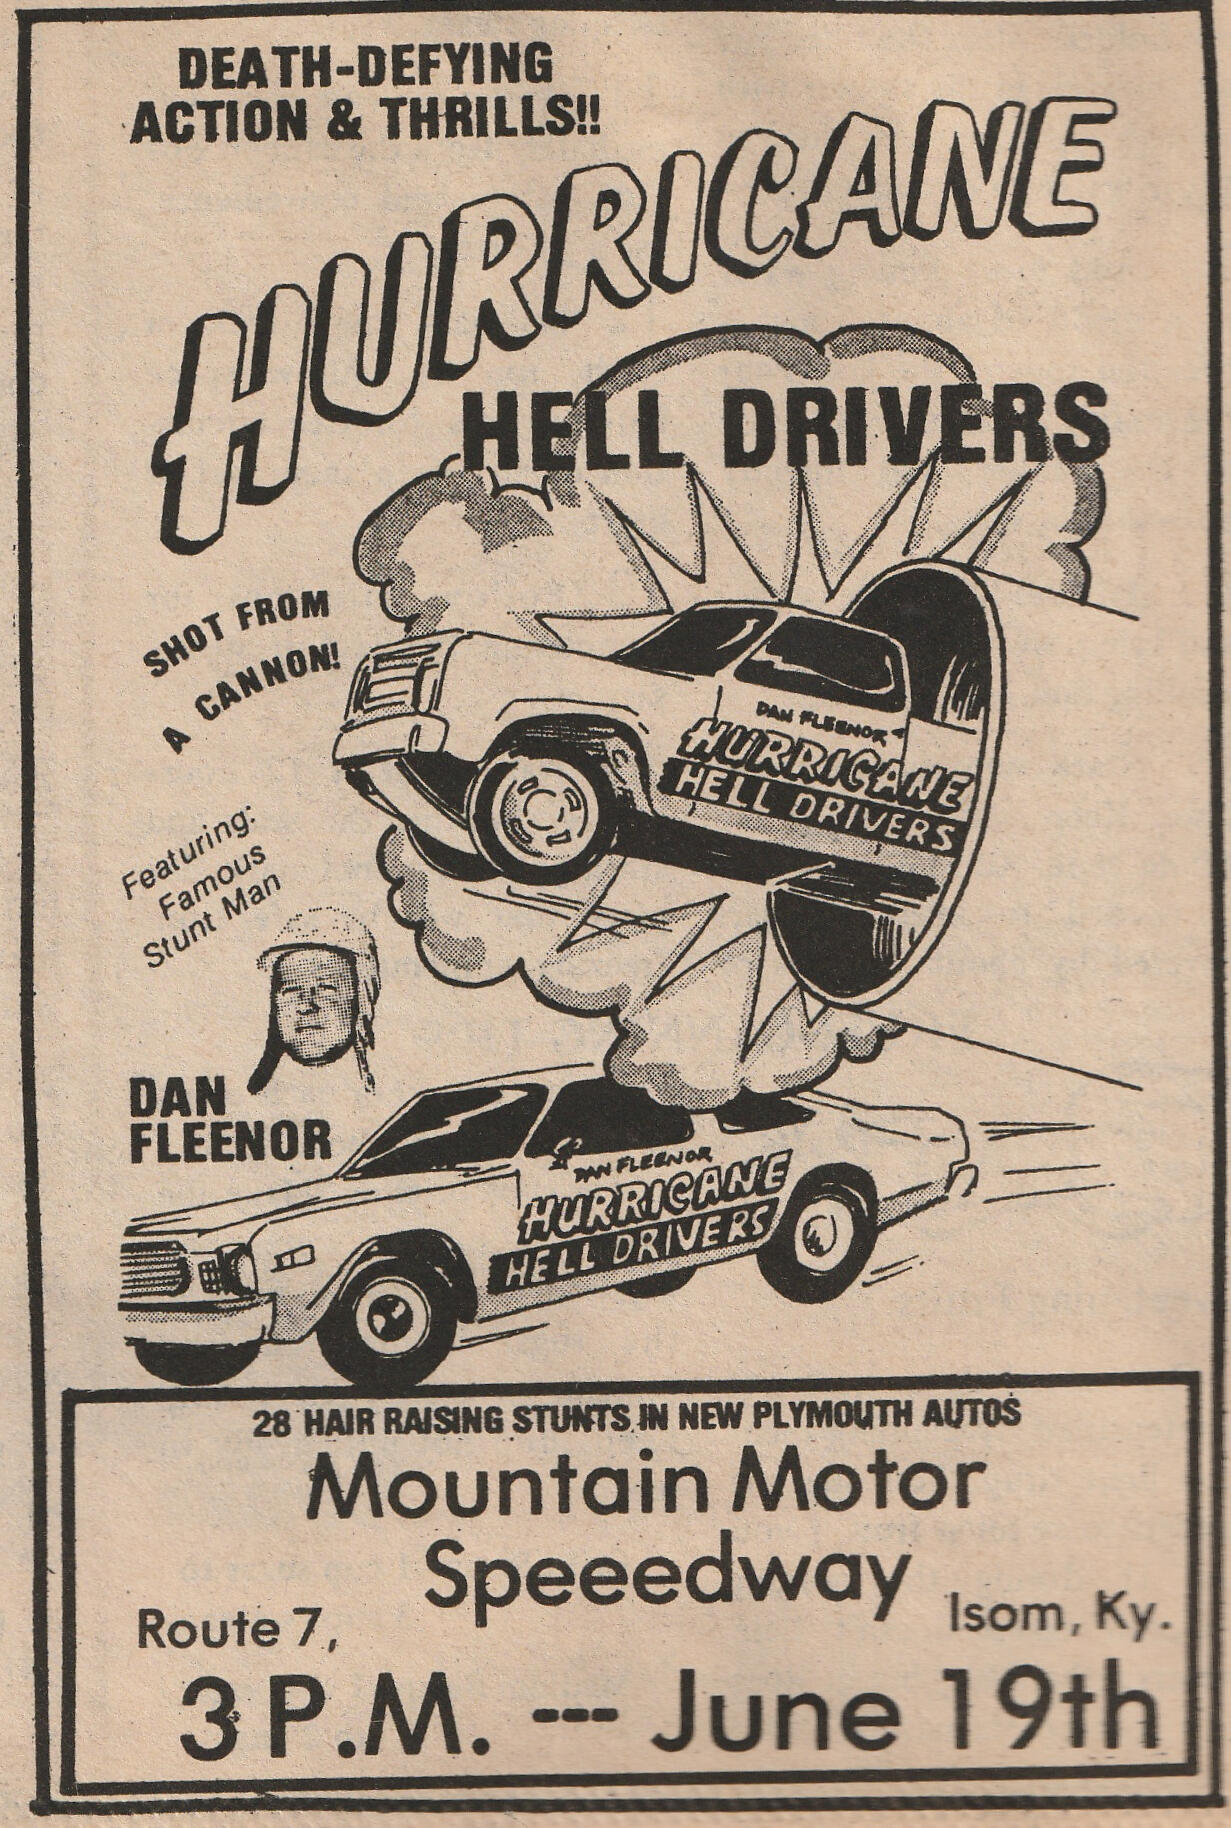 DEATH-DEFYING
ACTION & THRILLS!!
HURRICANE
HELL DRIVERS
SHOT FROM
A CANNON!
DAN FLEENOR
HURRICANE
HELL DRIVERS
Featuring:
Famous
Stunt Man
DAN
FLEENOR
DAN FLEENOR
HURRICANE
HELL DRIVERS
28 HAIR RAISING STUNTS IN NEW PLYMOUTH AUTOS
Mountain Motor
Speeedway
Route 7,
Isom, Ky.
3 P.M. --- June 19th